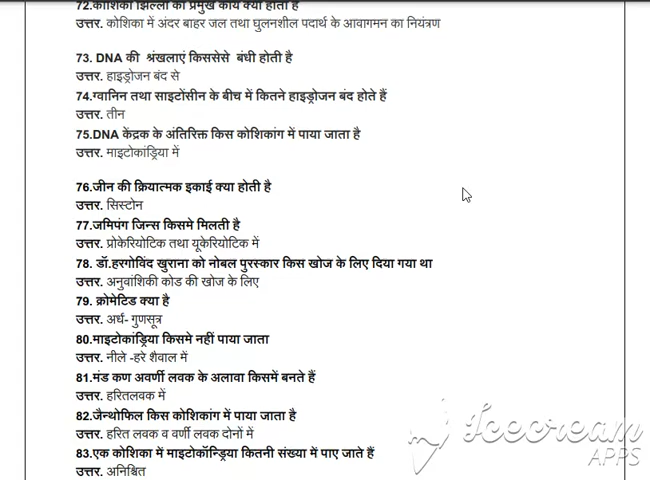 72.कोशिका झिल्ली का प्रमुख कार्य क्या होता है
उत्तर. कोशिका में अंदर बाहर जल तथा घुलनशील पदार्थ के आवागमन का नियंत्रण
73. DNA की श्रंखलाएं किससेसे बंधी होती है
उत्तर. हाइड्रोजन बंद से
74.ग्वानिन तथा साइटोंसीन के बीच में कितने हाइड्रोजन बंद होते हैं
उत्तर. तीन
75.DNA केंद्रक के अंतिरिक्त किस कोशिकांग में पाया जाता है
उत्तर. माइटोकांड्रिया में
76.जीन की क्रियात्मक इकाई क्या होती है
उत्तर. सिस्टोन
77.जमिपंग जिन्स किसमे मिलती है
उत्तर. प्रोकेरियोटिक तथा यूकेरियोटिक में
78. डॉ.हरगोविंद खुराना को नोबल पुरस्कार किस खोज के लिए दिया गया था
उत्तर. अनुवांशिकी कोड की खोज के लिए
79. क्रोमेटिड क्या है
उत्तर. अर्ध- गुणसूत्र
80.माइटोकांड्रिया किसमे नहीं पाया जाता
उत्तर. नीले -हरे शैवाल में
81.मंड कण अवर्णी लवक के अलावा किसमें बनते हैं
उत्तर. हरितलवक में
82.जैन्थोफिल किस कोशिकांग में पाया जाता है
उत्तर. हरित लवक व वर्णी लवक दोनों में
83.एक कोशिका में माइटोकॉन्ड्रिया कितनी संख्या में पाए जाते हैं
उत्तर. अनिश्चित
Icecream
APPS